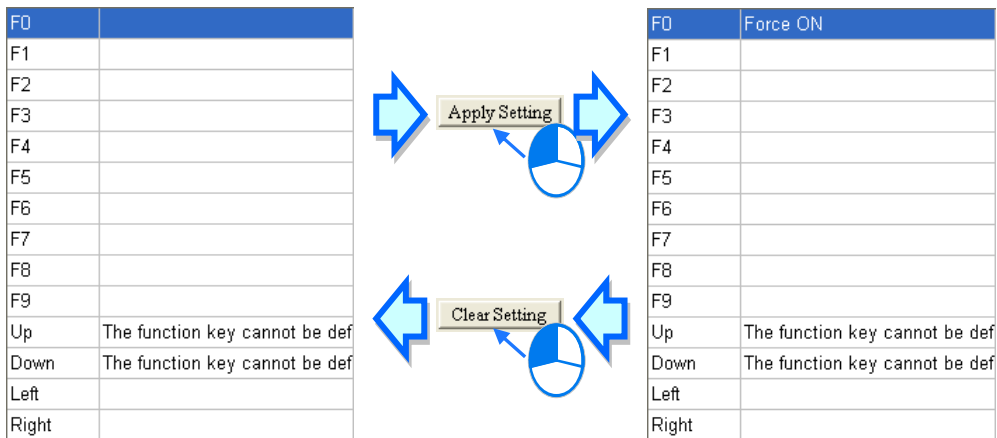 F0
F1
F2
F3
F4
F5
F6
F7
F8
F9
Up The function key cannot be def
Down The function key cannot be def
Left
Right
Apply Setting
Clear Setting
F0 Force ON
F1
F2
F3
F4
F5
F6
F7
F8
F9
Up The function key cannot be def
Down The function key cannot be def
Left
Right